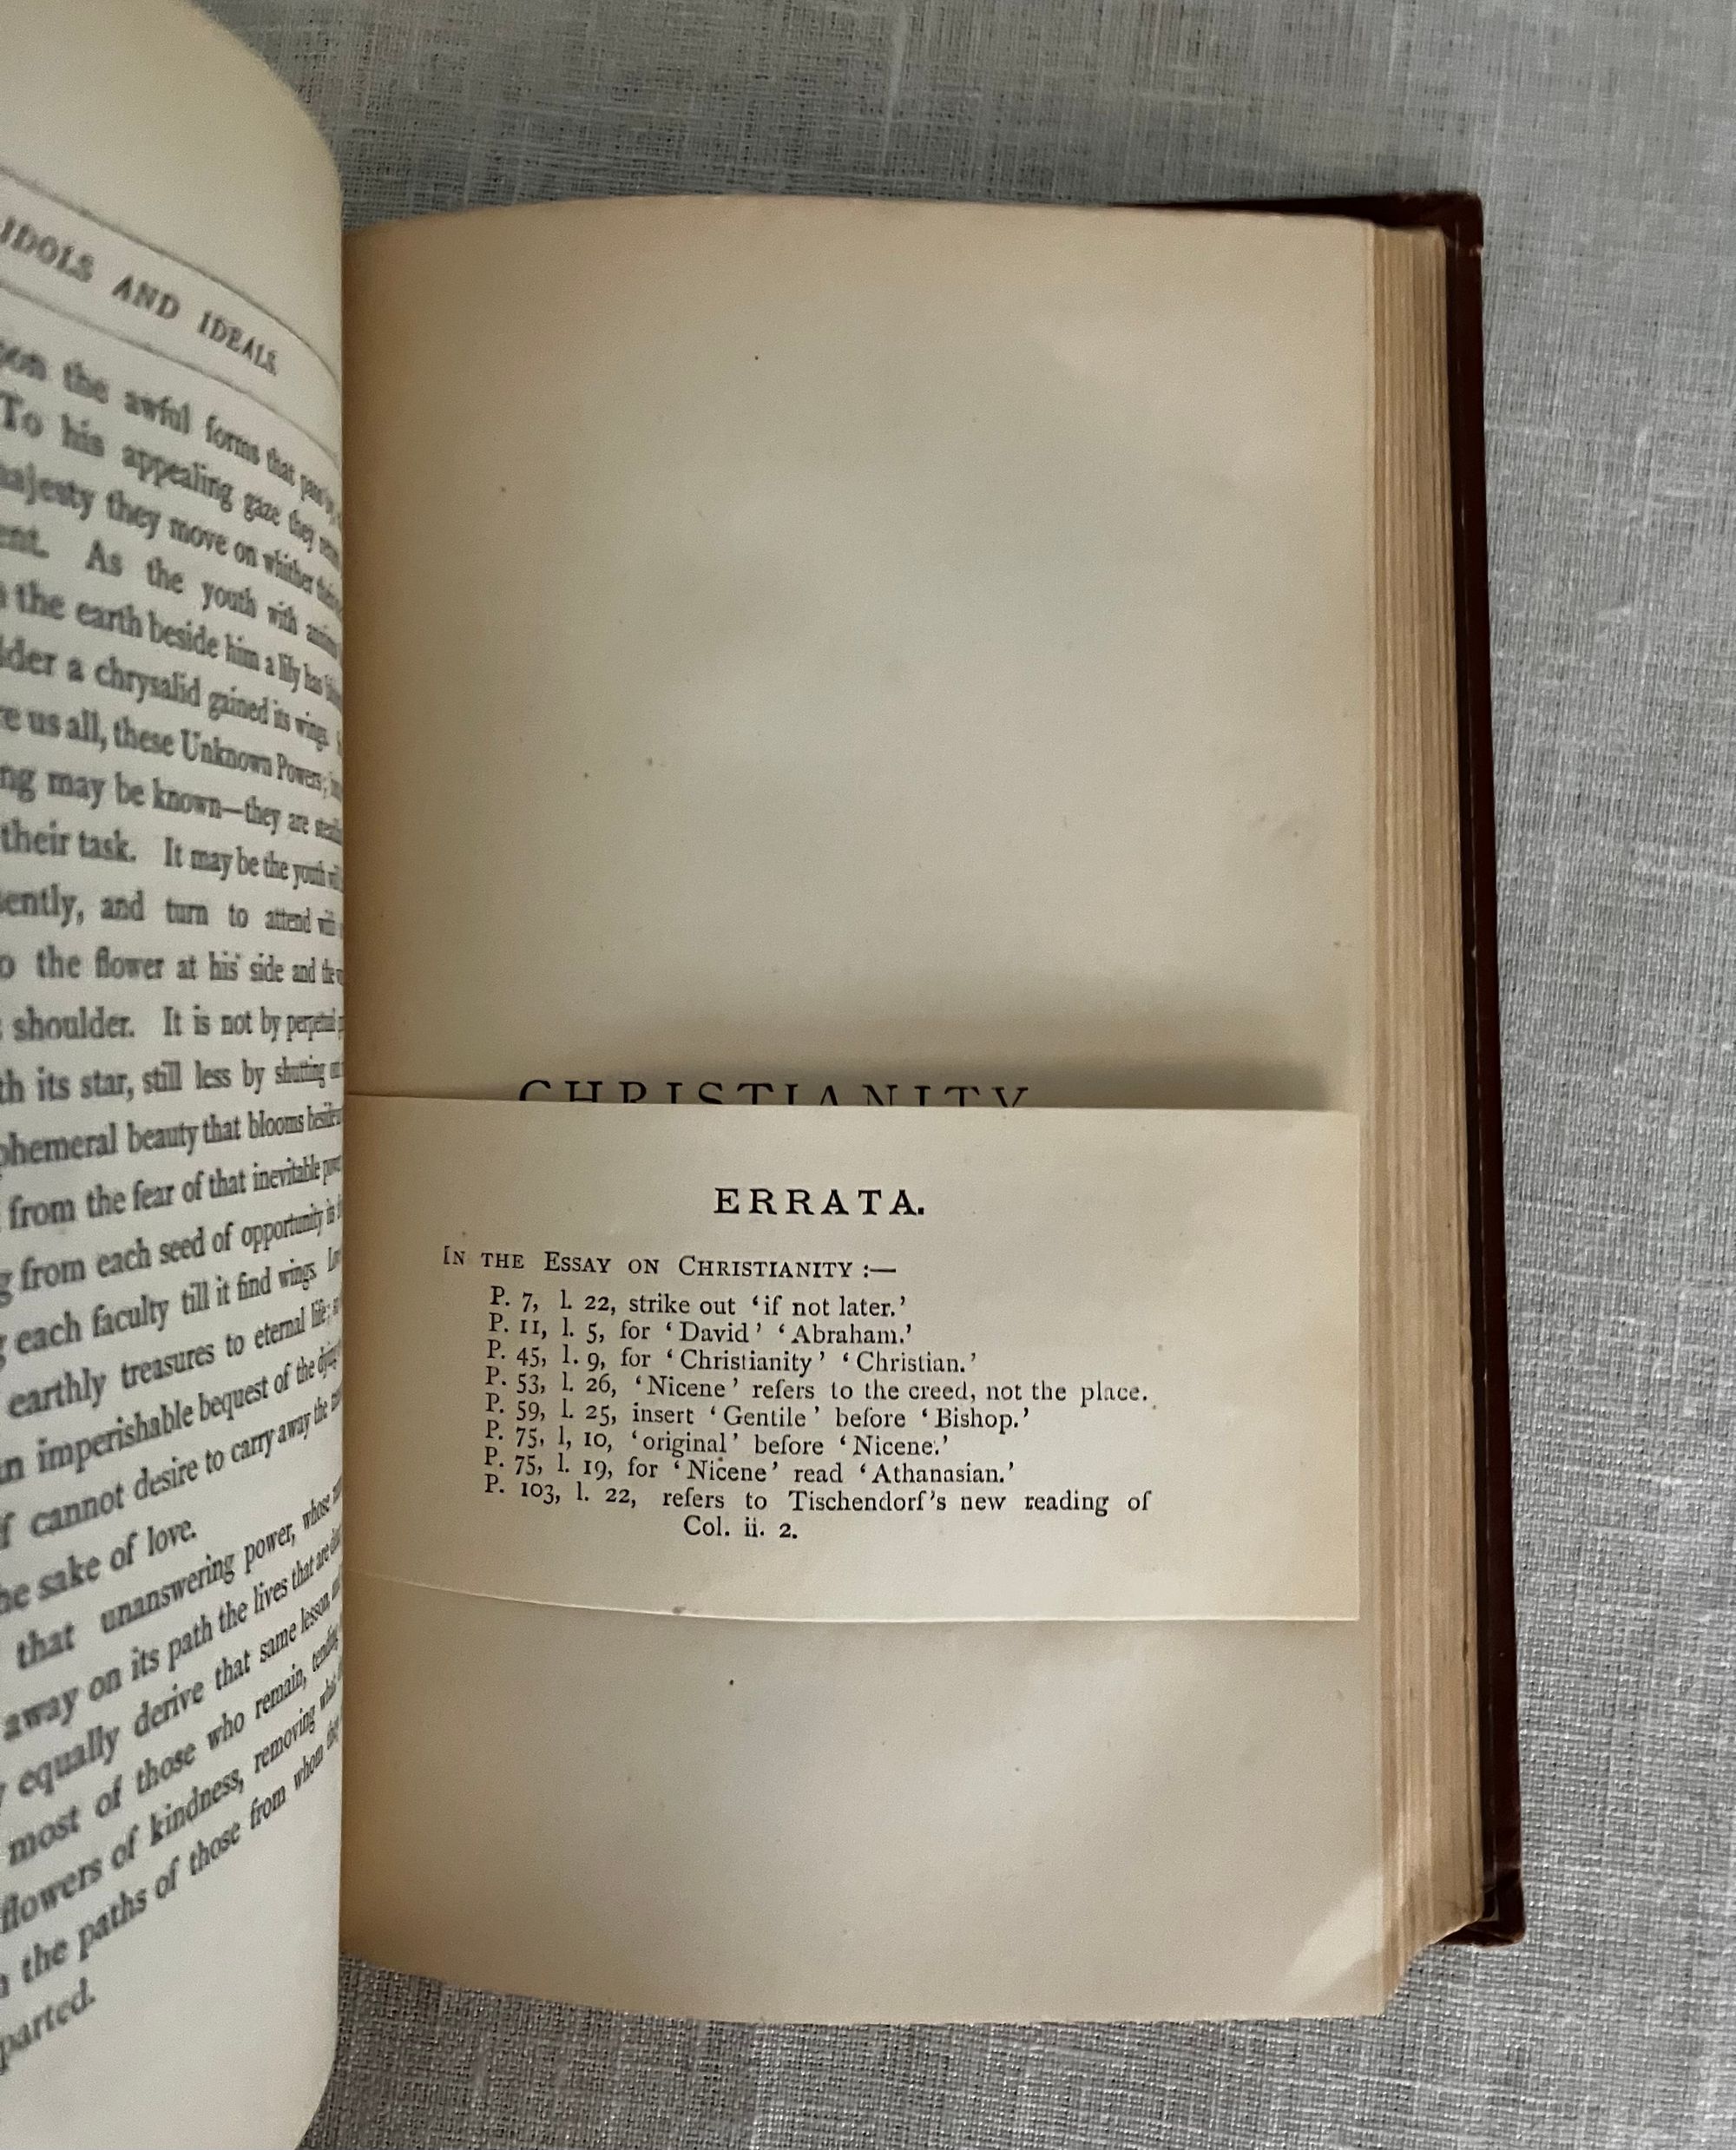 IDOLS AND IDEALS
the awful forms that
To his appealing gaze they
they move on whither
As the youth with
the earth beside him a lily has
a chrysalid gained its wings.
us all, these Unknown Powers;
may be known—they are
their task. It may be the youth
and turn to attend
the flower at his side and the
shoulder. It is not by perpetual
its star, still less by shutting
beauty that blooms
from the fear of that inevitable
from each seed of opportunity
each faculty till it find wings.
earthly treasures to eternal life;
imperishable bequest of the dying
cannot desire to carry away the
sake of love.
that unanswering power, whose
away on its path the lives that are
equally derive that same lesson
most of those who remain,
flowers of kindness, removing
the paths of those from whom
CHRISTIANITY
ERRATA.
IN THE ESSAY ON CHRISTIANITY :—
P. 7, l. 22, strike out ‘if not later.’
P. 11, l. 5, for ‘David’ ‘Abraham.’
P. 45, l. 9, for ‘Christianity’ ‘Christian.’
P. 53, l. 26, ‘Nicene’ refers to the creed, not the place.
P. 59, l. 25, insert ‘Gentile’ before ‘Bishop.’
P. 75, l, 10, ‘original’ before ‘Nicene.’
P. 75, l. 19, for ‘Nicene’ read ‘Athanasian.’
P. 103, l. 22, refers to Tischendorf’s new reading of
Col. ii. 2.